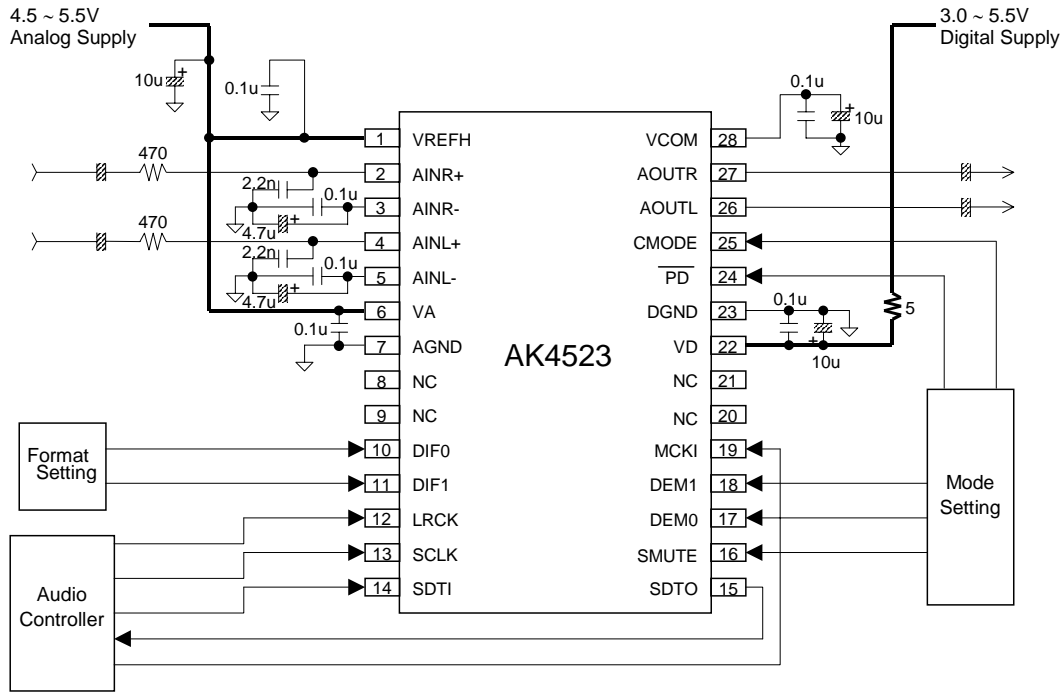 4.5 ~ 5.5V
Analog Supply
3.0 ~ 5.5V
Digital Supply
10u
+
0.1u
0.1u
+
10u
1 VREFH
VCOM 28
470
2 AINR+
AOUTR 27
2.2n
0.1u
3 AINR-
AOUTL 26
+
4.7u
470
4 AINL+
CMODE 25
2.2n
0.1u
5 AINL-
PD 24
+
4.7u
6 VA
DGND 23
0.1u
0.1u
5
7 AGND
VD 22
+
10u
AK4523
8 NC
NC 21
9 NC
NC 20
Format
Setting
10 DIF0
MCKI 19
11 DIF1
DEM1 18
Mode
Setting
12 LRCK
DEM0 17
13 SCLK
SMUTE 16
14 SDTI
SDTO 15
Audio
Controller